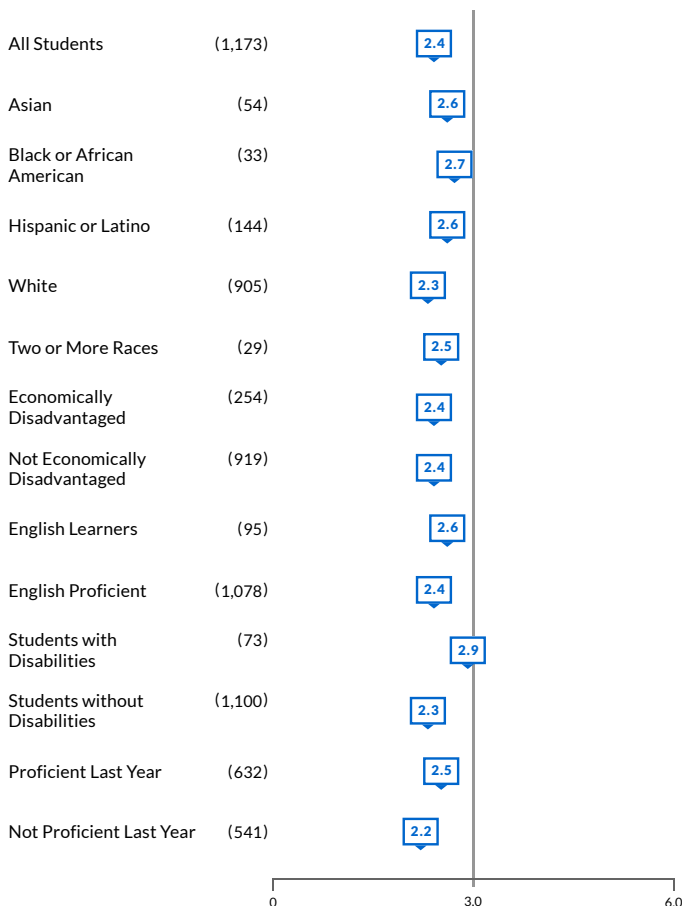 All Students (1,173) 2.4
Asian (54) 2.6
Black or African (33)
American 2.7
Hispanic or Latino (144) 2.6
White (905) 2.3
Two or More Races (29) 2.5
Economically (254)
Disadvantaged 2.4
Not Economically (919)
Disadvantaged 2.4
English Learners (95) 2.6
English Proficient (1,078) 2.4
Students with (73)
Disabilities 2.9
Students without (1,100)
Disabilities 2.3
Proficient Last Year (632) 2.5
Not Proficient Last Year (541) 2.2
0 3.0 6.0